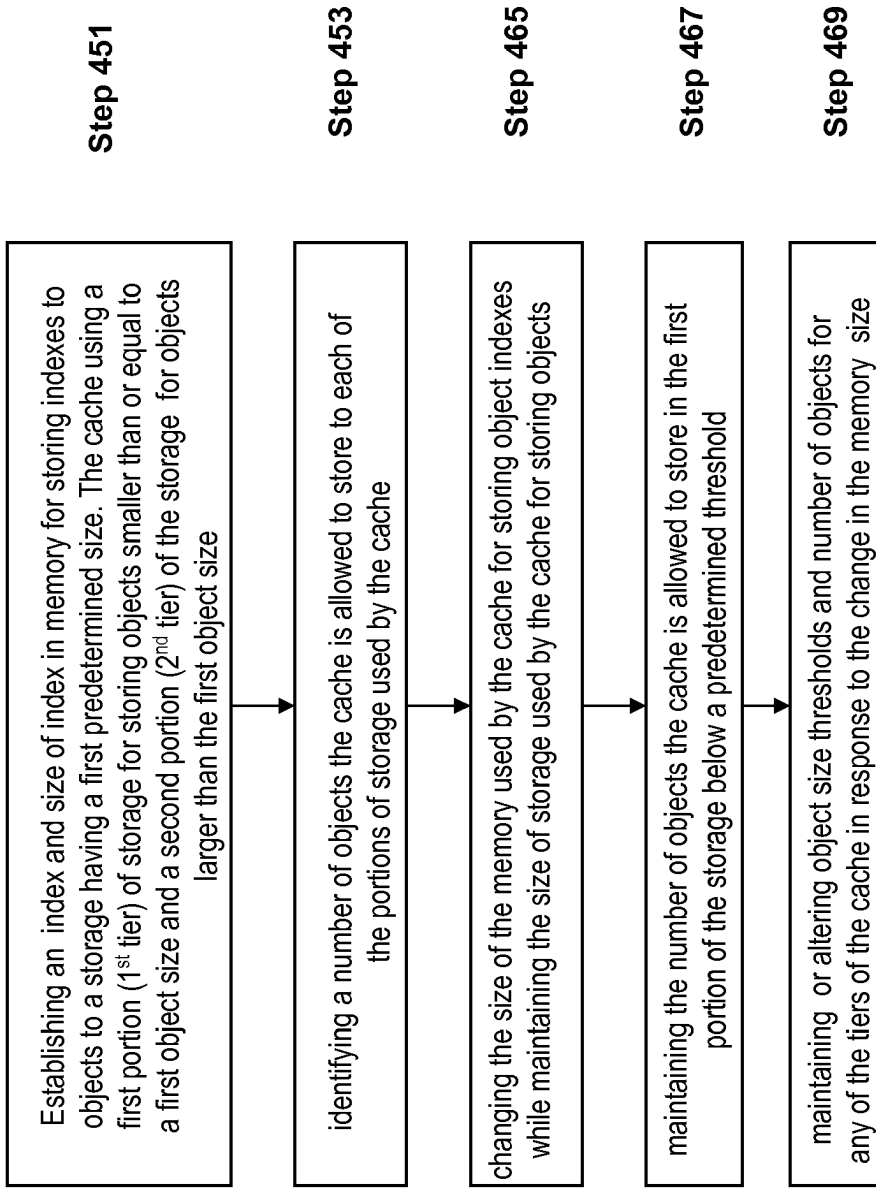 Establishing an index and size of index in memory for storing indexes to
objects to a storage having a first predetermined size. The cache using a
first portion (1st tier) of storage for storing objects smaller than or equal to
a first object size and a second portion (2nd tier) of the storage for objects
larger than the first object size
Step 451
identifying a number of objects the cache is allowed to store to each of
the portions of storage used by the cache
Step 453
changing the size of the memory used by the cache for storing object indexes
while maintaining the size of storage used by the cache for storing objects
Step 465
maintaining the number of objects the cache is allowed to store in the first
portion of the storage below a predetermined threshold
Step 467
maintaining or altering object size thresholds and number of objects for
any of the tiers of the cache in response to the change in the memory size
Step 469